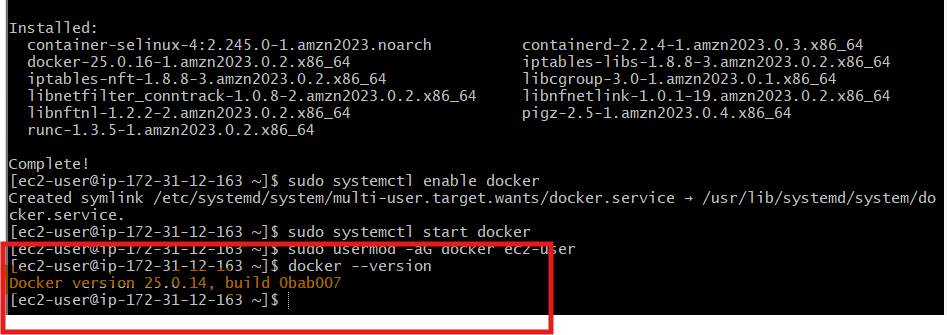 Installed:
container-selinux-4:2.245.0-1.amzn2023.noarch containerd-2.2.4-1.amzn2023.0.3.x86_64
docker-25.0.16-1.amzn2023.0.2.x86_64 iptables-libs-1.8.8-3.amzn2023.0.2.x86_64
iptables-nft-1.8.8-3.amzn2023.0.2.x86_64 libcgroup-3.0-1.amzn2023.0.1.x86_64
libnetfilter_conntrack-1.0.8-2.amzn2023.0.2.x86_64 libnfnetlink-1.0.1-19.amzn2023.0.2.x86_64
libnftnl-1.2.2-2.amzn2023.0.2.x86_64 pigz-2.5-1.amzn2023.0.4.x86_64
runc-1.3.5-1.amzn2023.0.2.x86_64
Complete!
[ec2-user@ip-172-31-12-163 ~]$ sudo systemctl enable docker
Created symlink /etc/systemd/system/multi-user.target.wants/docker.service → /usr/lib/systemd/system/do
cker.service.
[ec2-user@ip-172-31-12-163 ~]$ sudo systemctl start docker
[ec2-user@ip-172-31-12-163 ~]$ sudo usermod -aG docker ec2-user
[ec2-user@ip-172-31-12-163 ~]$ docker --version
Docker version 25.0.14, build 0bab007
[ec2-user@ip-172-31-12-163 ~]$